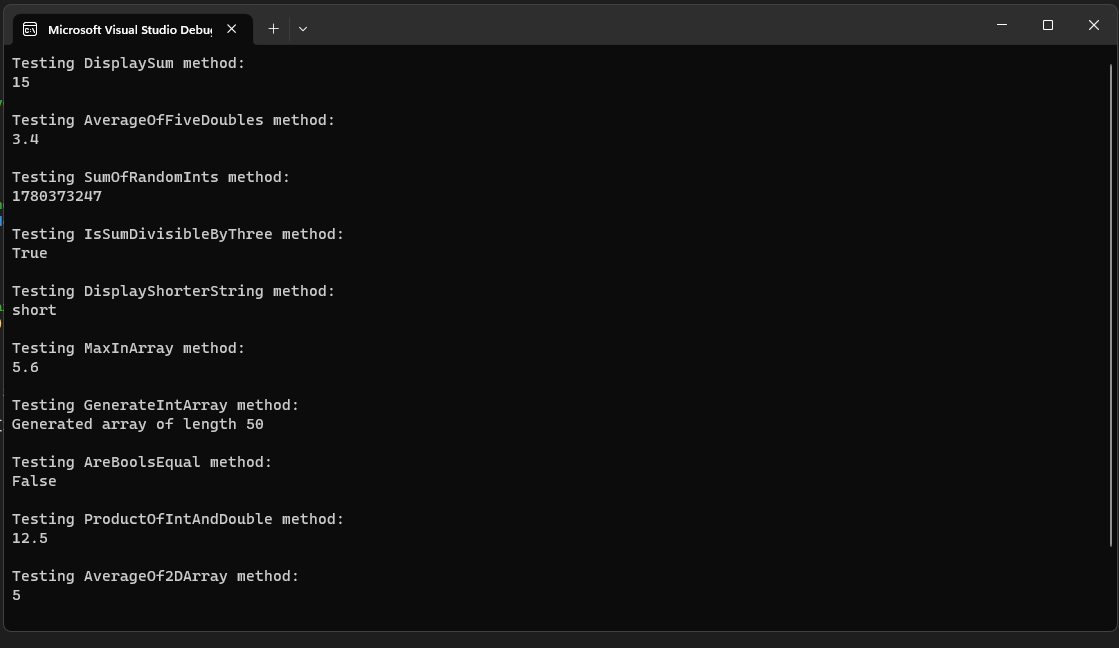 Microsoft Visual Studio Debu
Testing DisplaySum method:
15
Testing AverageOfFiveDoubles method:
3.4
Testing SumOfRandomInts method:
1780373247
Testing IsSumDivisibleByThree method:
True
Testing DisplayShorterString method:
short
Testing MaxInArray method:
5.6
Testing GenerateIntArray method:
Generated array of length 50
Testing AreBoolsEqual method:
False
Testing ProductOfIntAndDouble method:
12.5
Testing AverageOf2DArray method:
5